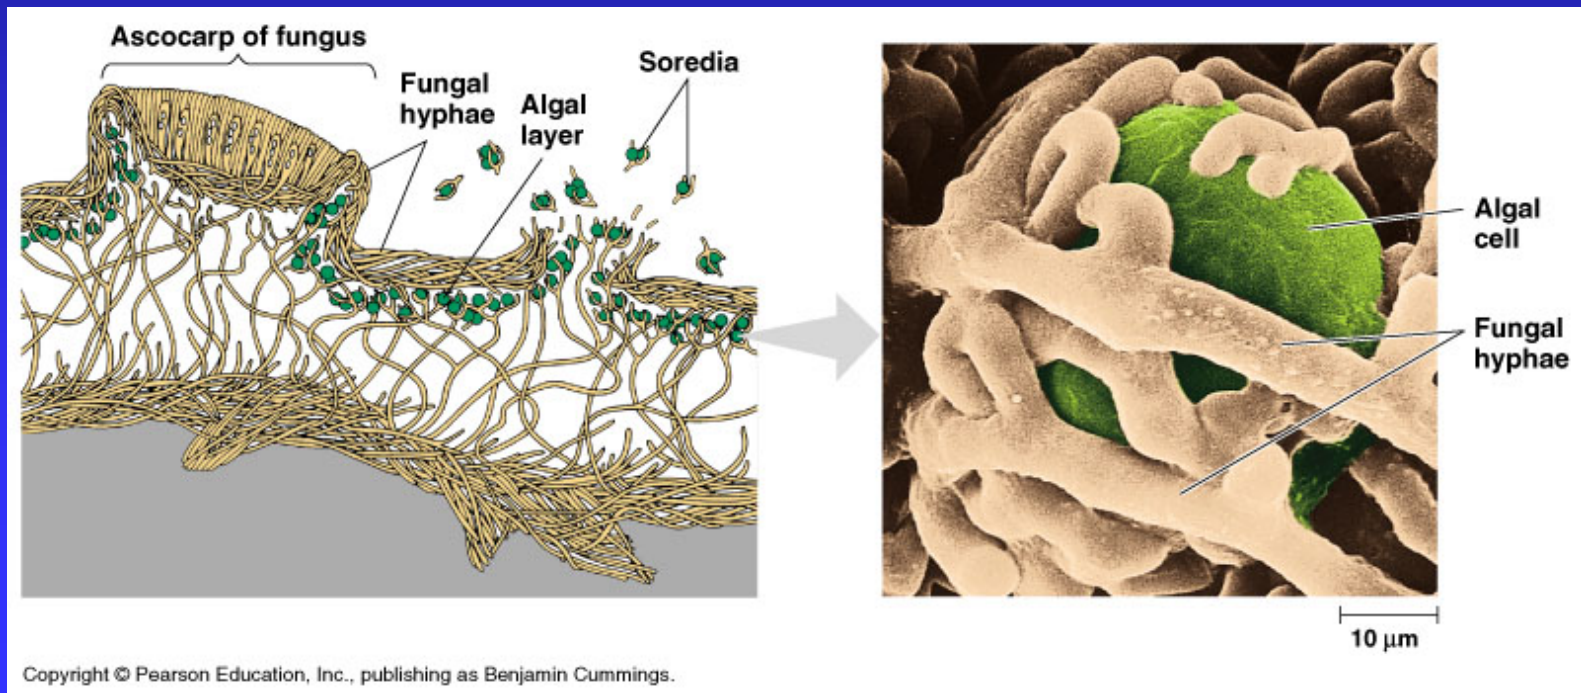 Ascocarp of fungus
Fungal
hyphae
Algal
layer
Soredia
Algal
cell
Fungal
hyphae
10 μm
Copyright © Pearson Education, Inc., publishing as Benjamin Cummings.